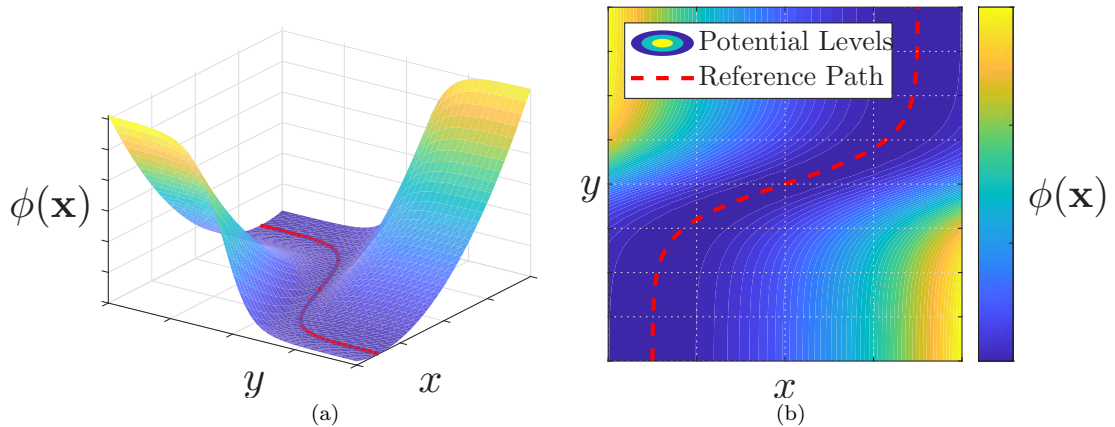 ϕ(𝐱)
y
x
(a)
Potential Levels
Reference Path
y
x
(b)
ϕ(𝐱)